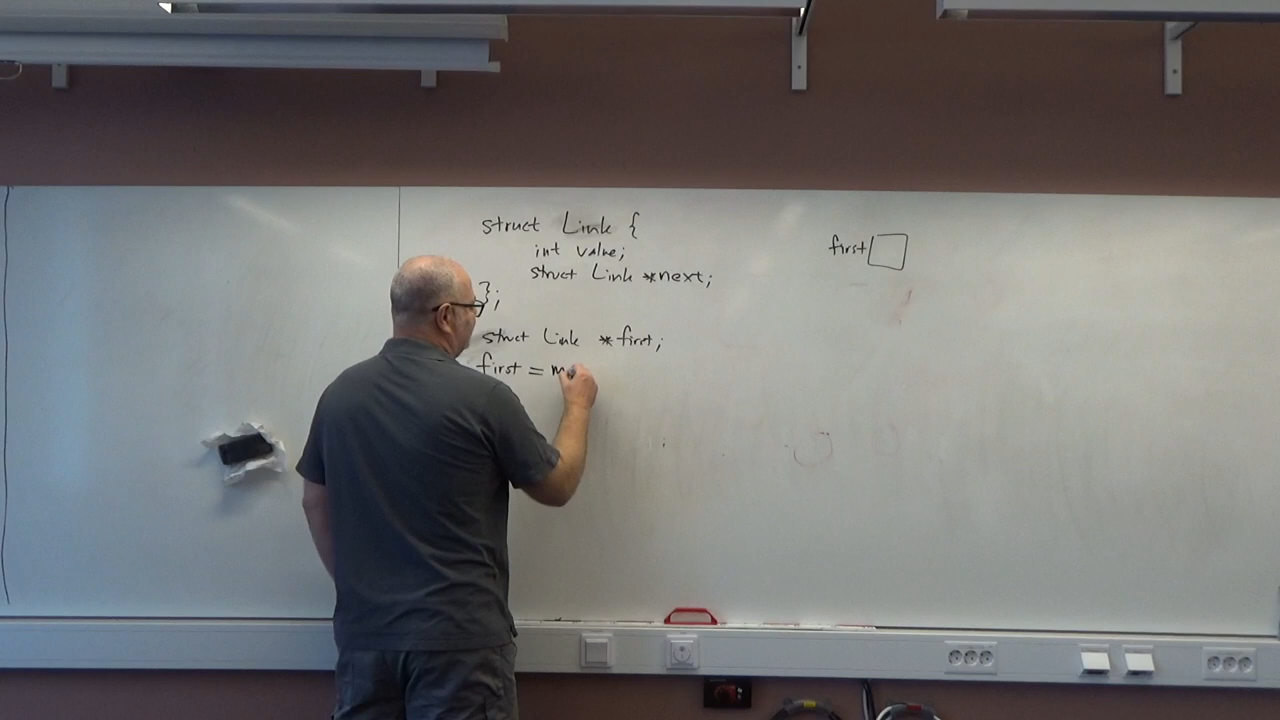 struct Link {
int value;
struct Link *next;
};
struct Link *first;
first = m
first